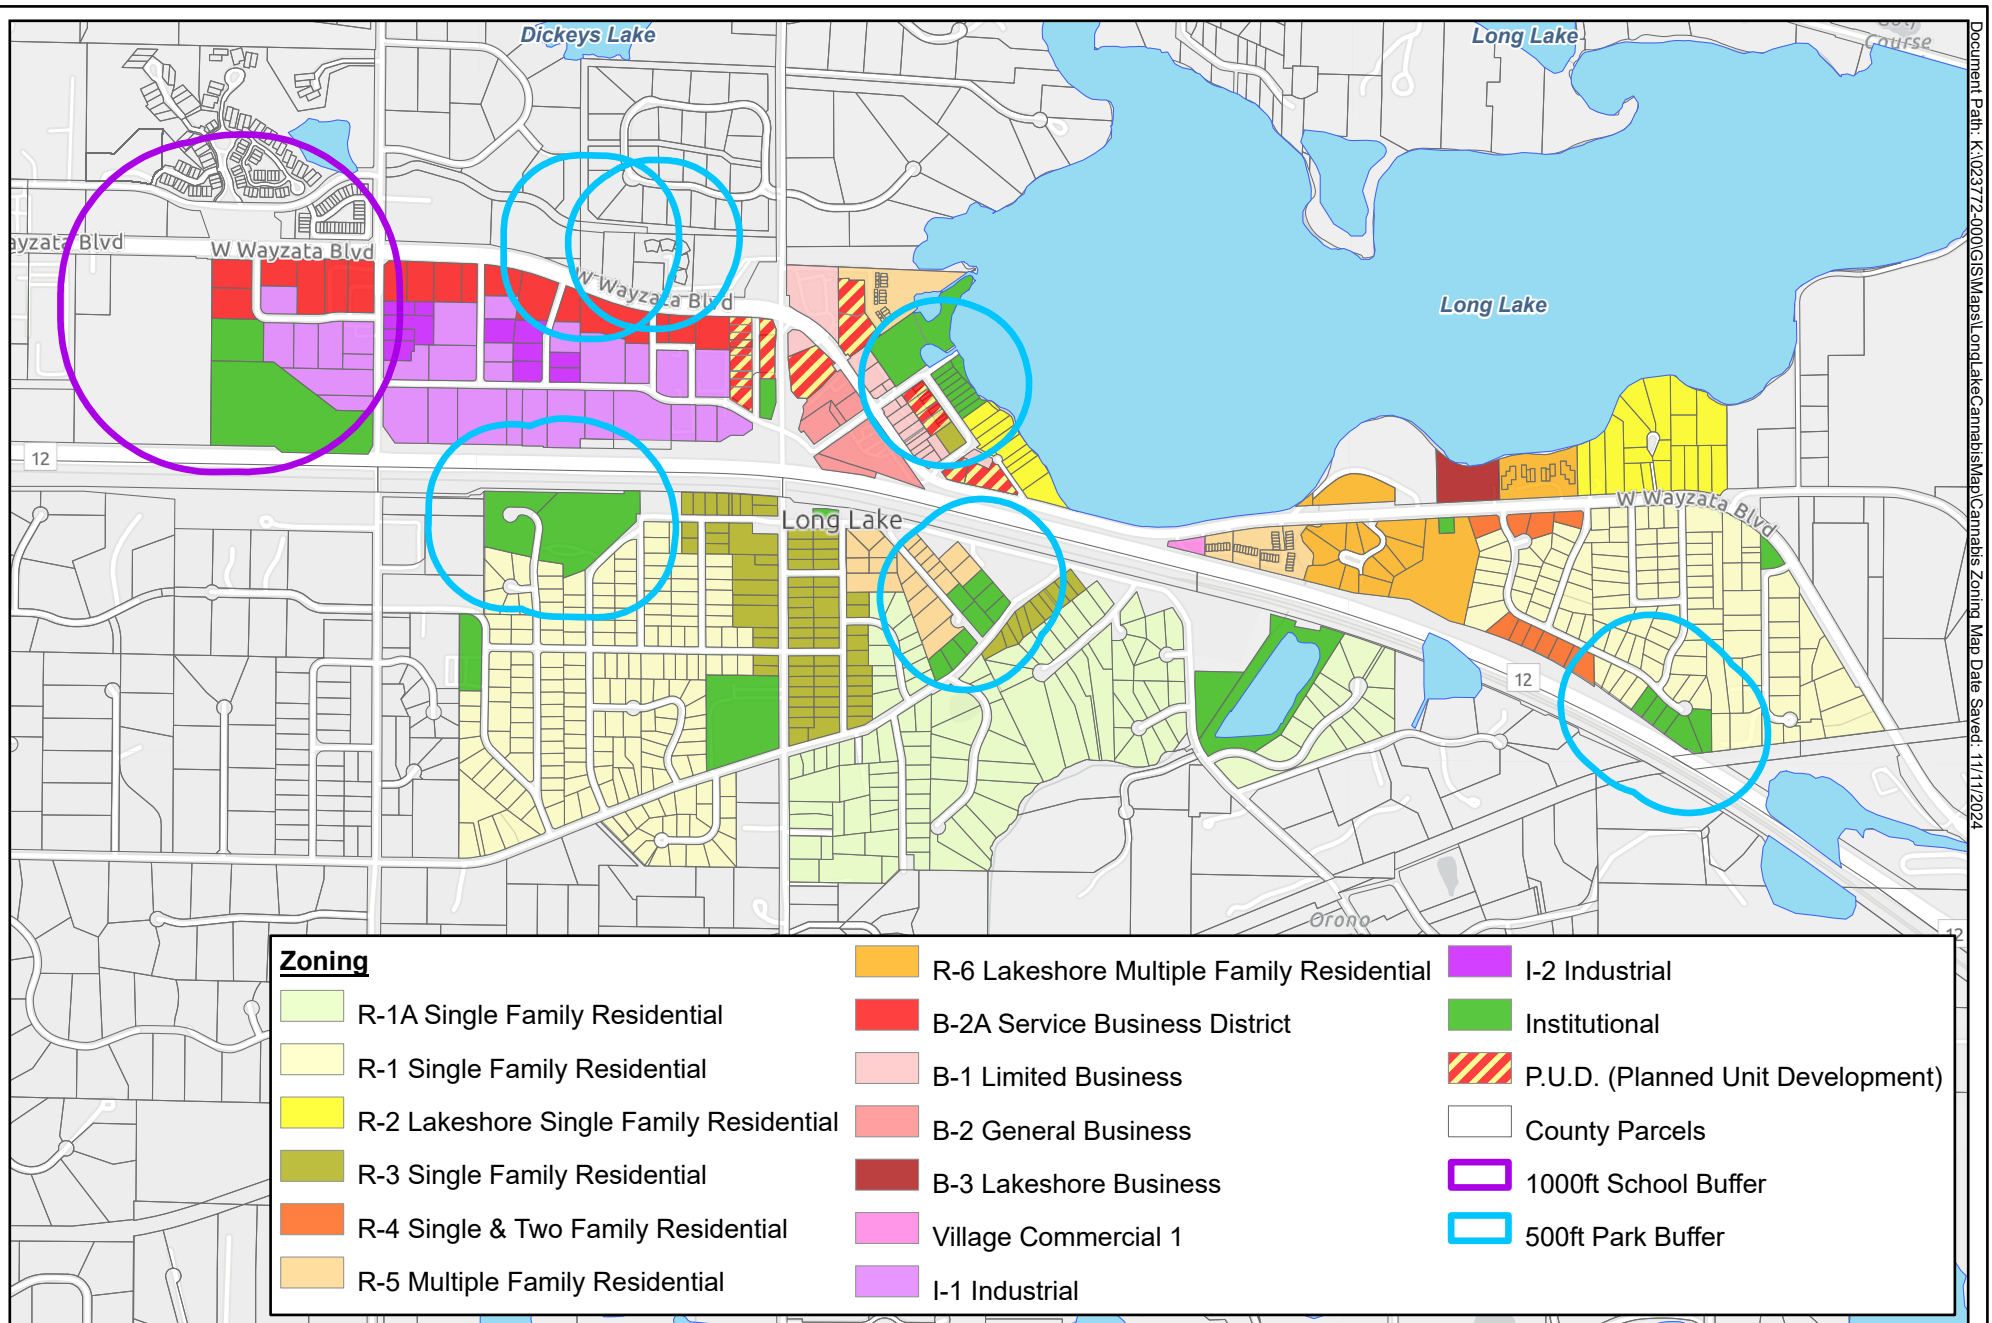 Dickeys Lake
Long Lake
Course
Document Path: K:\023772-000\GIS\Maps\LongLakeCannabisMap\Cannabis Zoning Map Date Saved: 11/11/2024
ayzata Blvd
W Wayzata Blvd
W Wayzata Blvd
Long Lake
12
W Wayzata Blvd
Long Lake
12
Orono
12
Zoning
R-1A Single Family Residential
R-1 Single Family Residential
R-2 Lakeshore Single Family Residential
R-3 Single Family Residential
R-4 Single & Two Family Residential
R-5 Multiple Family Residential
R-6 Lakeshore Multiple Family Residential
B-2A Service Business District
B-1 Limited Business
B-2 General Business
B-3 Lakeshore Business
Village Commercial 1
I-1 Industrial
I-2 Industrial
Institutional
P.U.D. (Planned Unit Development)
County Parcels
1000ft School Buffer
500ft Park Buffer